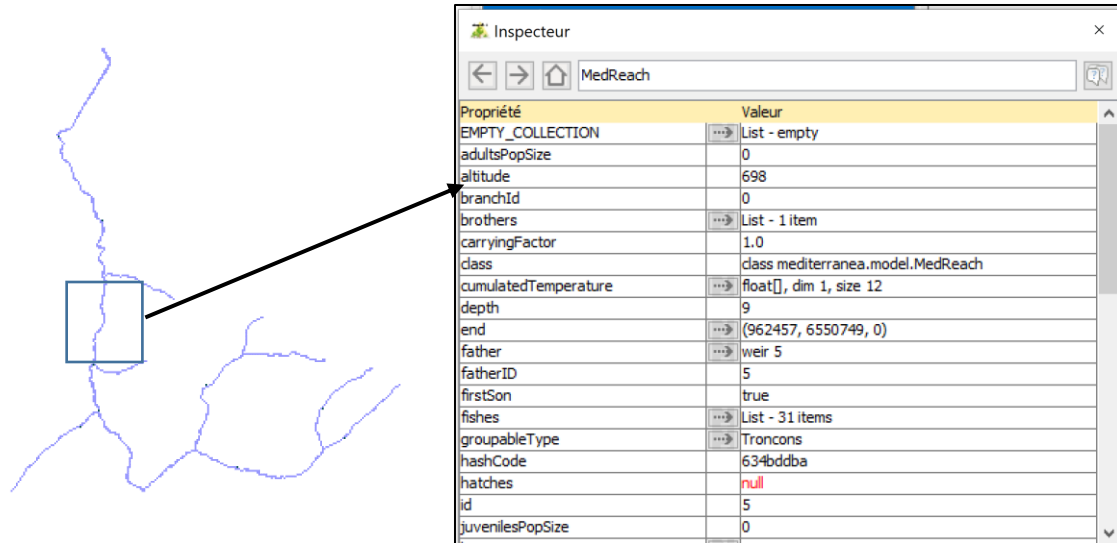 Inspecteur
MedReach
Propriété Valeur
EMPTY_COLLECTION List - empty
adultsPopSize 0
altitude 698
branchId 0
brothers List - 1 item
carryingFactor 1.0
class class mediterranea.model.MedReach
cumulatedTemperature float[], dim 1, size 12
depth 9
end (962457, 6550749, 0)
father weir 5
fatherID 5
firstSon true
fishes List - 31 items
groupableType Troncons
hashCode 634bddba
hatches null
id 5
juvenilesPopSize 0